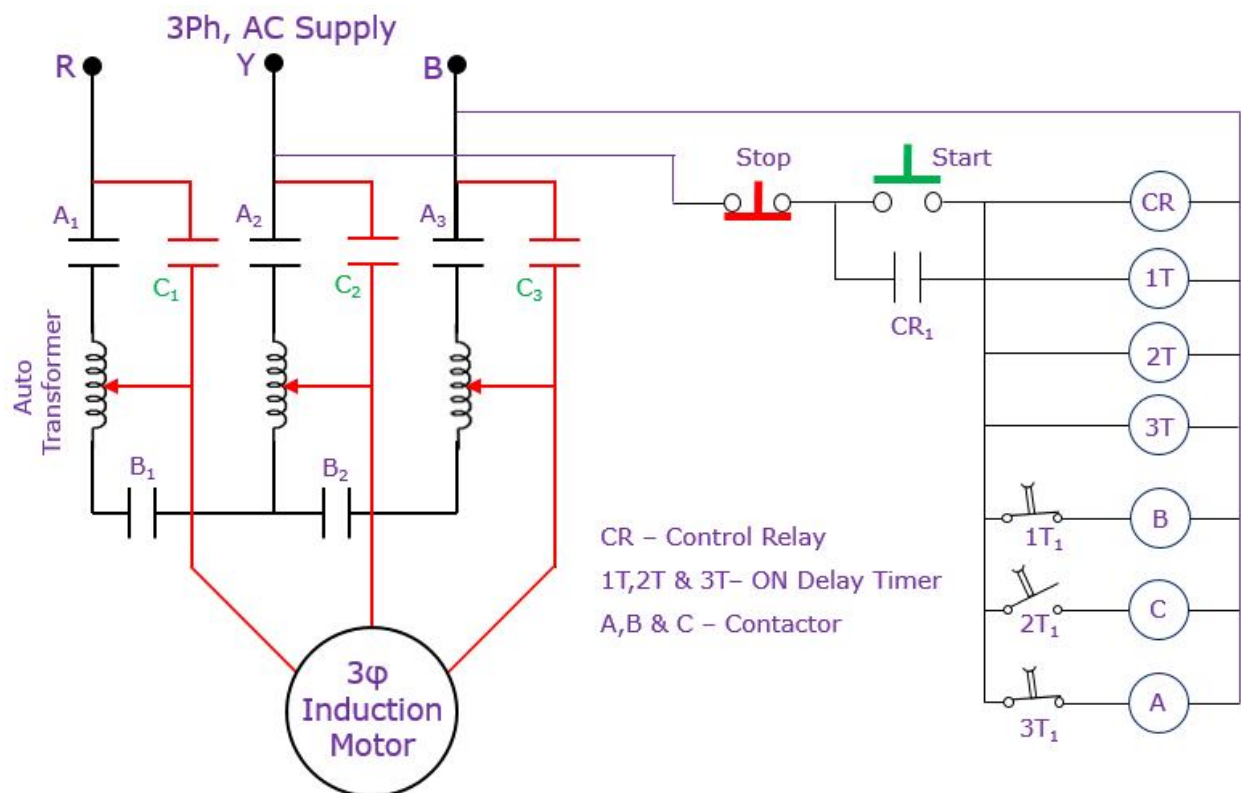 3Ph, AC Supply
R
Y
B
Stop
Start
A₁
A₂
A₃
CR
C₁
C₂
C₃
1T
CR₁
Auto
Transformer
2T
3T
B₁
B₂
CR – Control Relay
1T,2T & 3T– ON Delay Timer
A,B & C – Contactor
1T₁
B
2T₁
C
3T₁
A
3φ
Induction
Motor